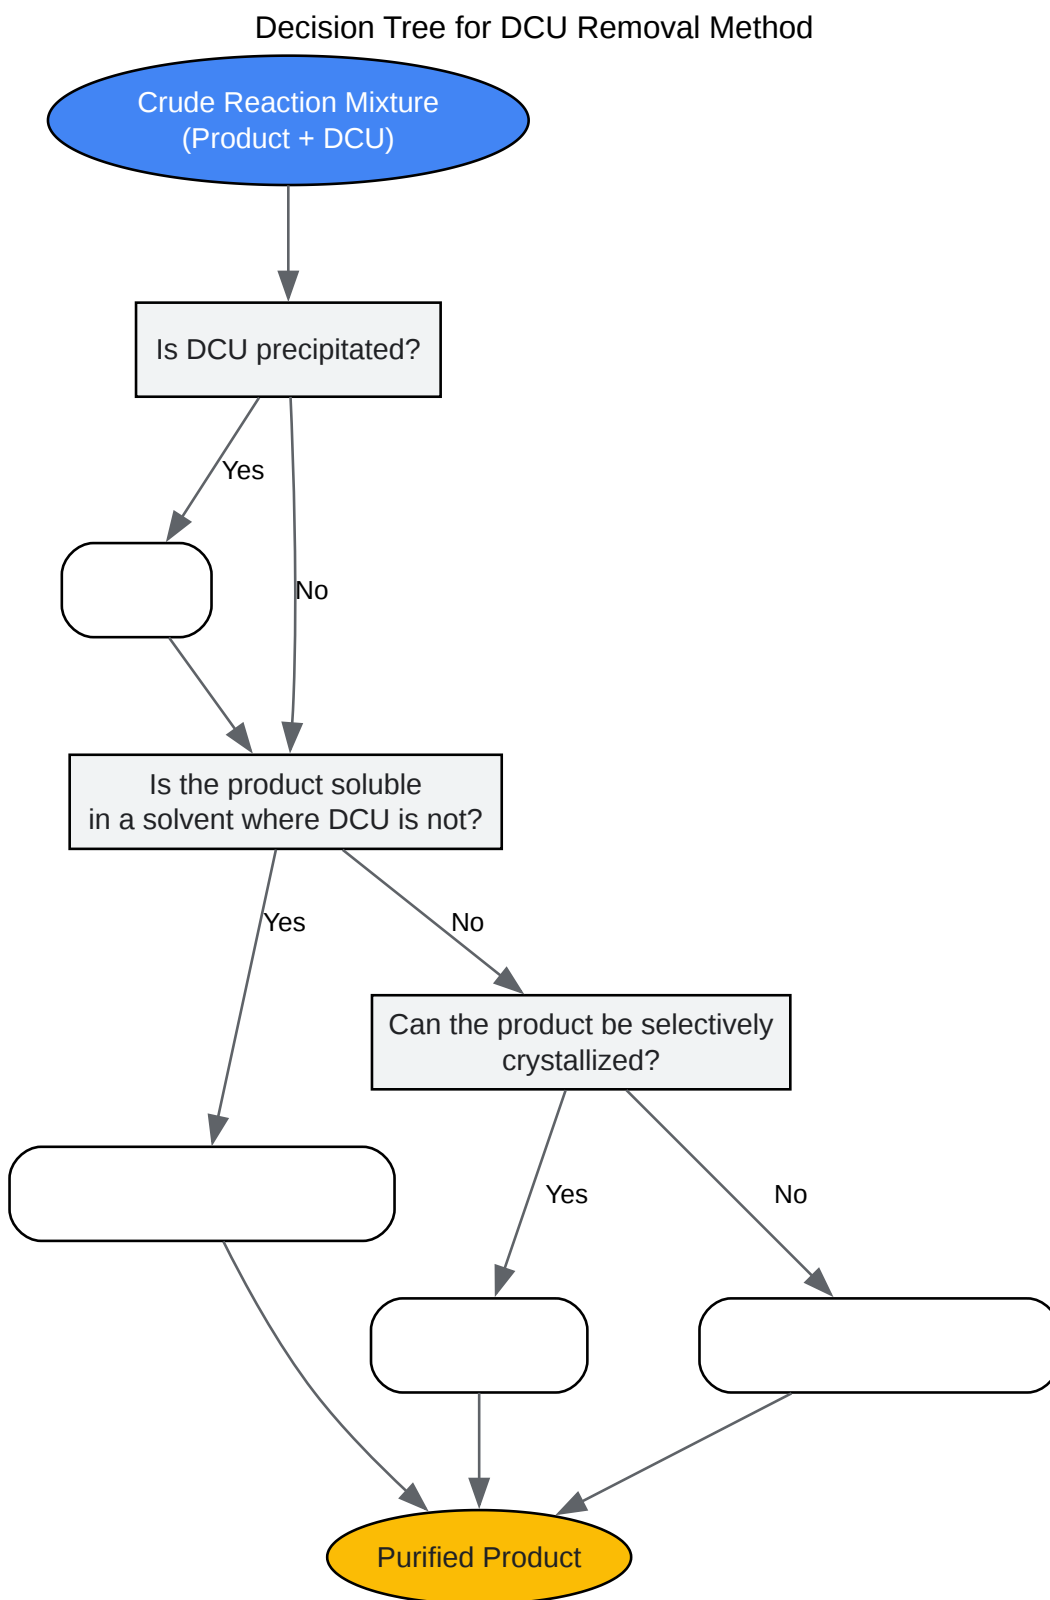 Decision Tree for DCU Removal Method
Crude Reaction Mixture
(Product + DCU)
Is DCU precipitated?
Yes
No
Is the product soluble
in a solvent where DCU is not?
Yes
No
Can the product be selectively
crystallized?
Yes
No
Purified Product